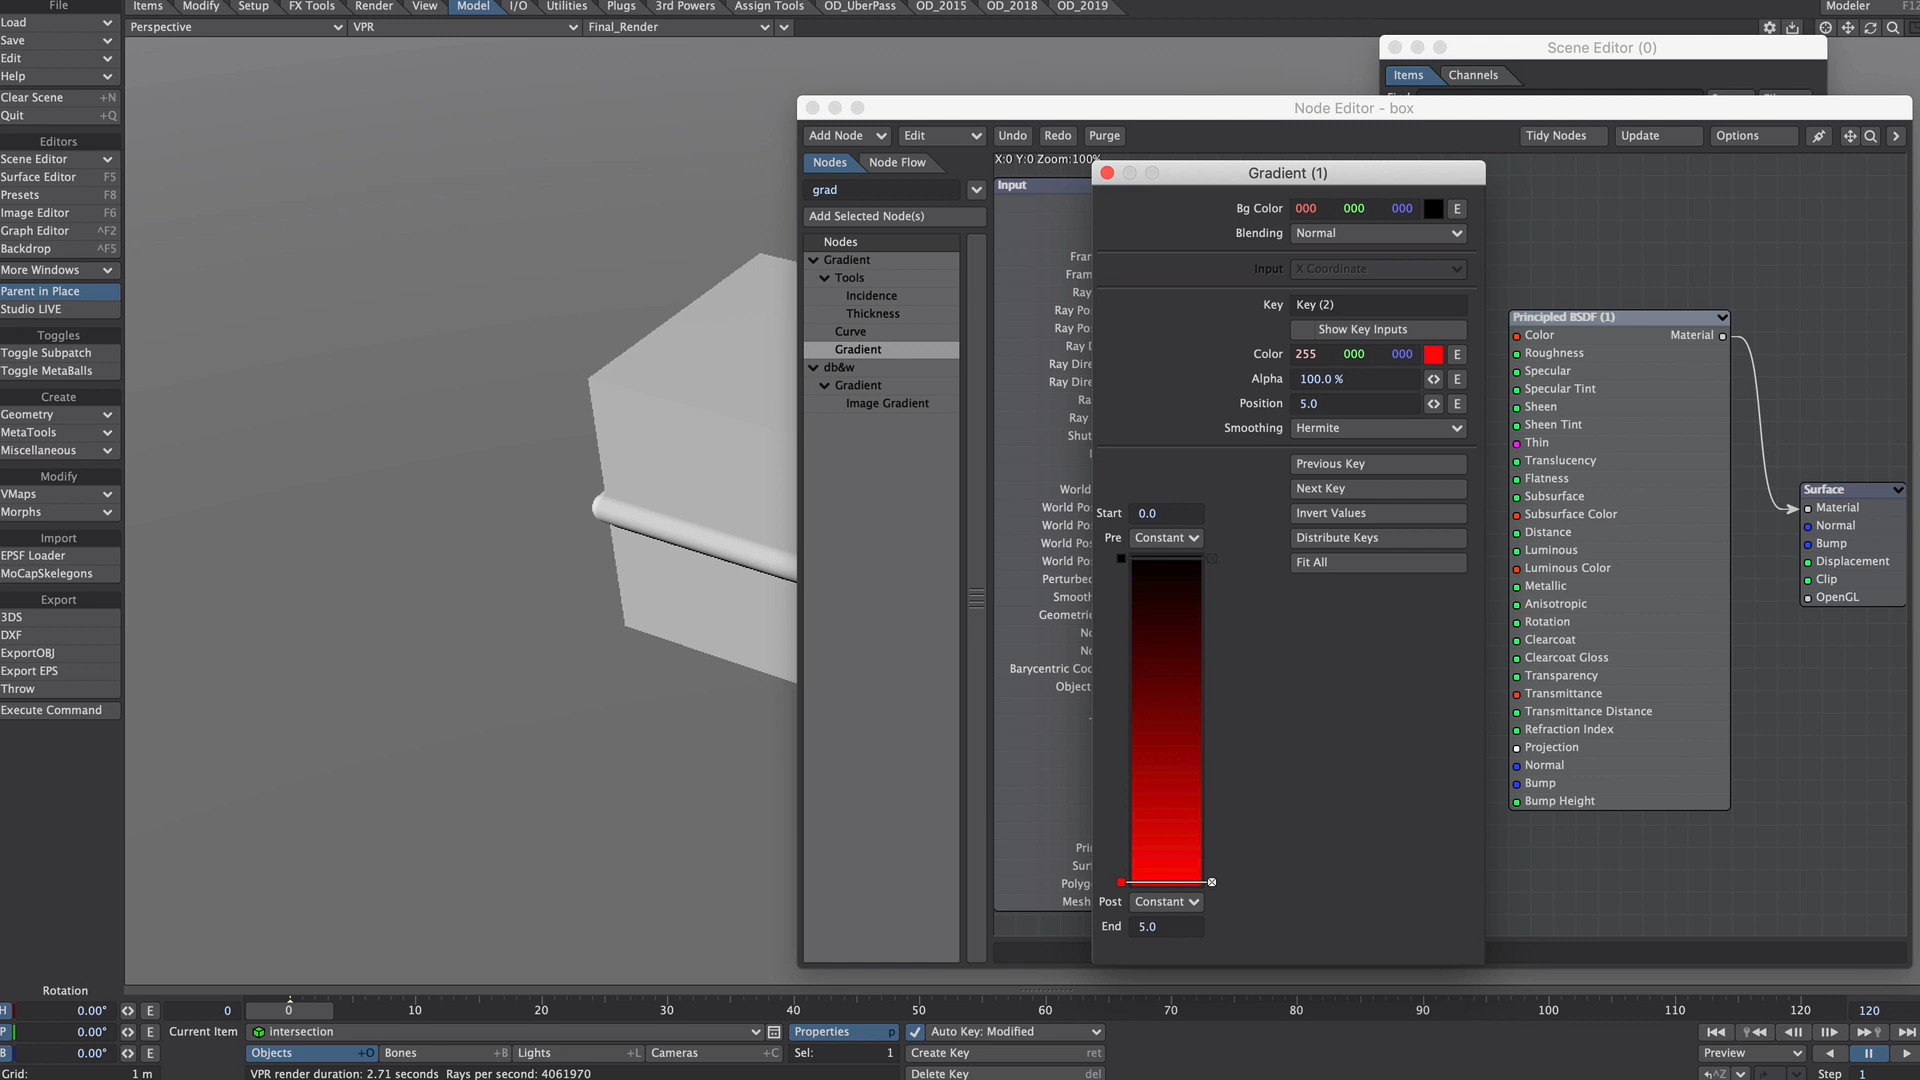 File Items Modify Setup FX Tools Render View Model I/O Utilities Plugs 3rd Powers Assign Tools OD_UberPass OD_2015 OD_2018 OD_2019 Modeler F12
Load Perspective VPR Final_Render
Save
Edit
Help
Clear Scene +N
Quit +Q
Editors
Scene Editor
Surface Editor F5
Presets F8
Image Editor F6
Graph Editor ^F2
Backdrop ^F5
More Windows
Parent in Place
Studio LIVE
Toggles
Toggle Subpatch
Toggle MetaBalls
Create
Geometry
MetaTools
Miscellaneous
Modify
VMaps
Morphs
Import
EPSF Loader
MoCapSkelegons
Export
3DS
DXF
ExportOBJ
Export EPS
Throw
Execute Command
Scene Editor (0)
Items Channels
Node Editor - box
Add Node Edit Undo Redo Purge Tidy Nodes Update Options
Nodes Node Flow
X:0 Y:0 Zoom:100%
grad
Add Selected Node(s)
Nodes
Gradient
Tools
Incidence
Thickness
Curve
Gradient
db&w
Gradient
Image Gradient
Input
Fram
Fram
Ray
Ray Po
Ray Pos
Ray D
Ray Dire
Ray Dire
Ra
Ray
Shut
World
World Po
World Pos
World Pos
World Pos
Perturbed
Smooth
Geometric
No
No
Barycentric Coo
Object
Pri
Surf
Polyg
Mesh
Gradient (1)
Bg Color 000 000 000 E
Blending Normal
Input X Coordinate
Key Key (2)
Show Key Inputs
Color 255 000 000 E
Alpha 100.0 % E
Position 5.0 E
Smoothing Hermite
Previous Key
Next Key
Invert Values
Distribute Keys
Fit All
Start 0.0
Pre Constant
Post Constant
End 5.0
Principled BSDF (1)
Color Material
Roughness
Specular
Specular Tint
Sheen
Sheen Tint
Thin
Translucency
Flatness
Subsurface
Subsurface Color
Distance
Luminous
Luminous Color
Metallic
Anisotropic
Rotation
Clearcoat
Clearcoat Gloss
Transparency
Transmittance
Transmittance Distance
Refraction Index
Projection
Normal
Bump
Bump Height
Surface
Material
Normal
Bump
Displacement
Clip
OpenGL
Rotation
H 0.00° E 0 0 10 20 30 40 50 60 70 80 90 100 110 120 120
P 0.00° E Current Item intersection Properties p Auto Key: Modified
B 0.00° E Objects +O Bones +B Lights +L Cameras +C Sel: 1 Create Key ret Preview
Grid: 1 m VPR render duration: 2.71 seconds Rays per second: 4061970 Delete Key del ^Z Step 1